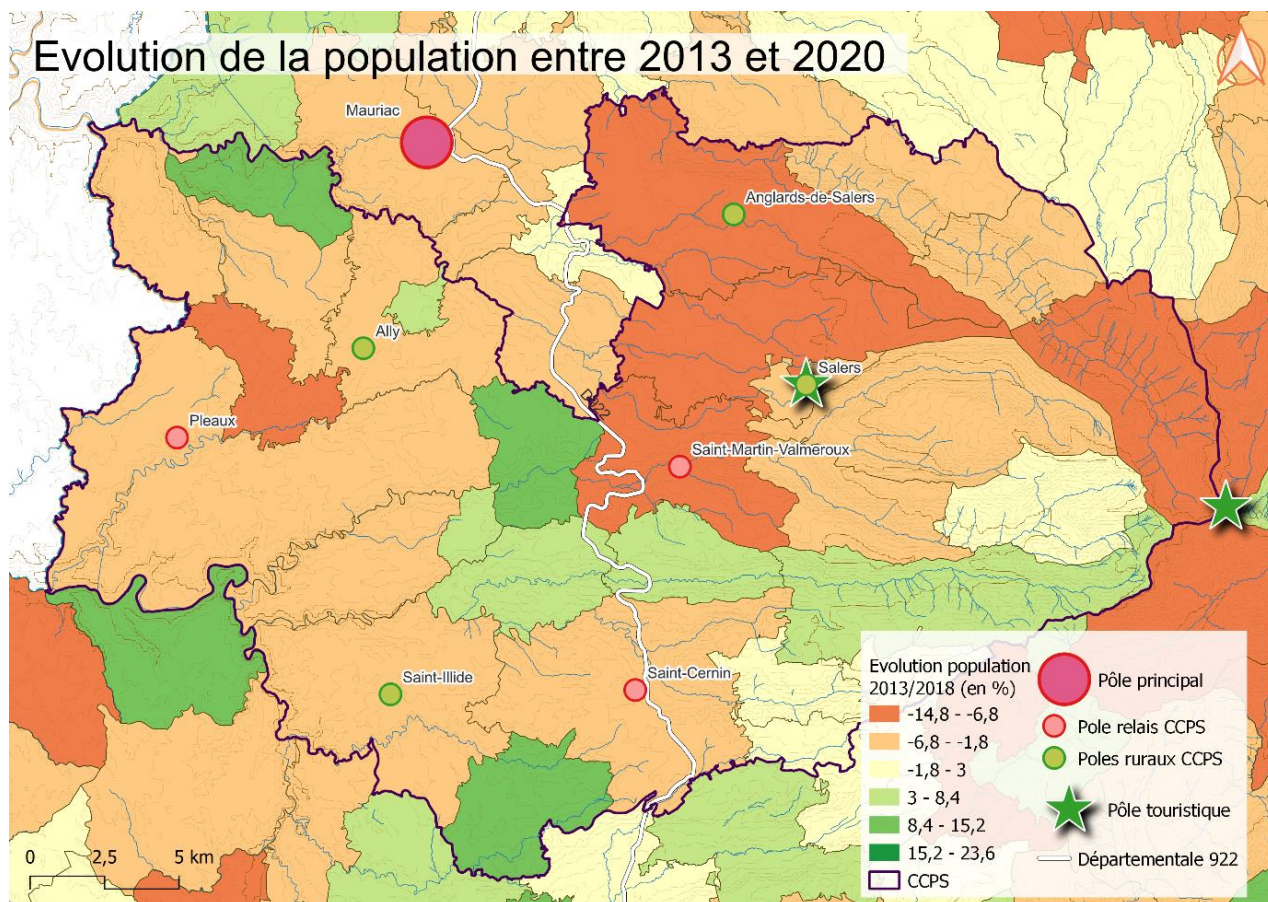 Evolution de la population entre 2013 et 2020
Mauriac
Anglards-de-Salers
Ally
Salers
Pleaux
Saint-Martin-Valmeroux
Saint-Illide
Saint-Cernin
0 2,5 5 km
Evolution population
2013/2018 (en %)
-14,8 - -6,8
-6,8 - -1,8
-1,8 - 3
3 - 8,4
8,4 - 15,2
15,2 - 23,6
CCPS
Pôle principal
Pole relais CCPS
Poles ruraux CCPS
Pôle touristique
Départementale 922